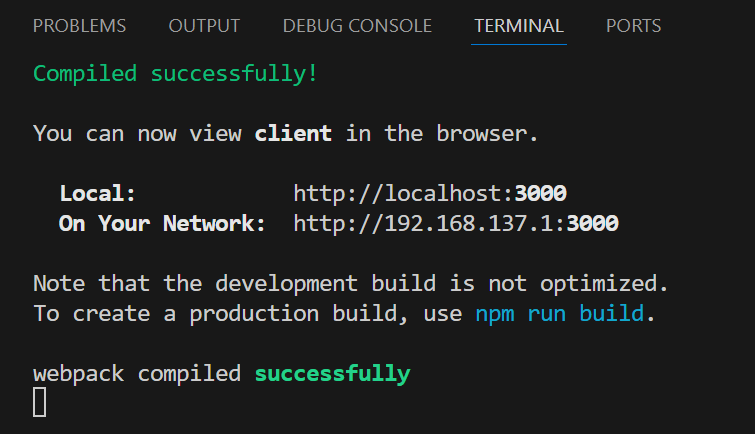 PROBLEMS OUTPUT DEBUG CONSOLE TERMINAL PORTS
Compiled successfully!
You can now view client in the browser.
Local: http://localhost:3000
On Your Network: http://192.168.137.1:3000
Note that the development build is not optimized.
To create a production build, use npm run build.
webpack compiled successfully